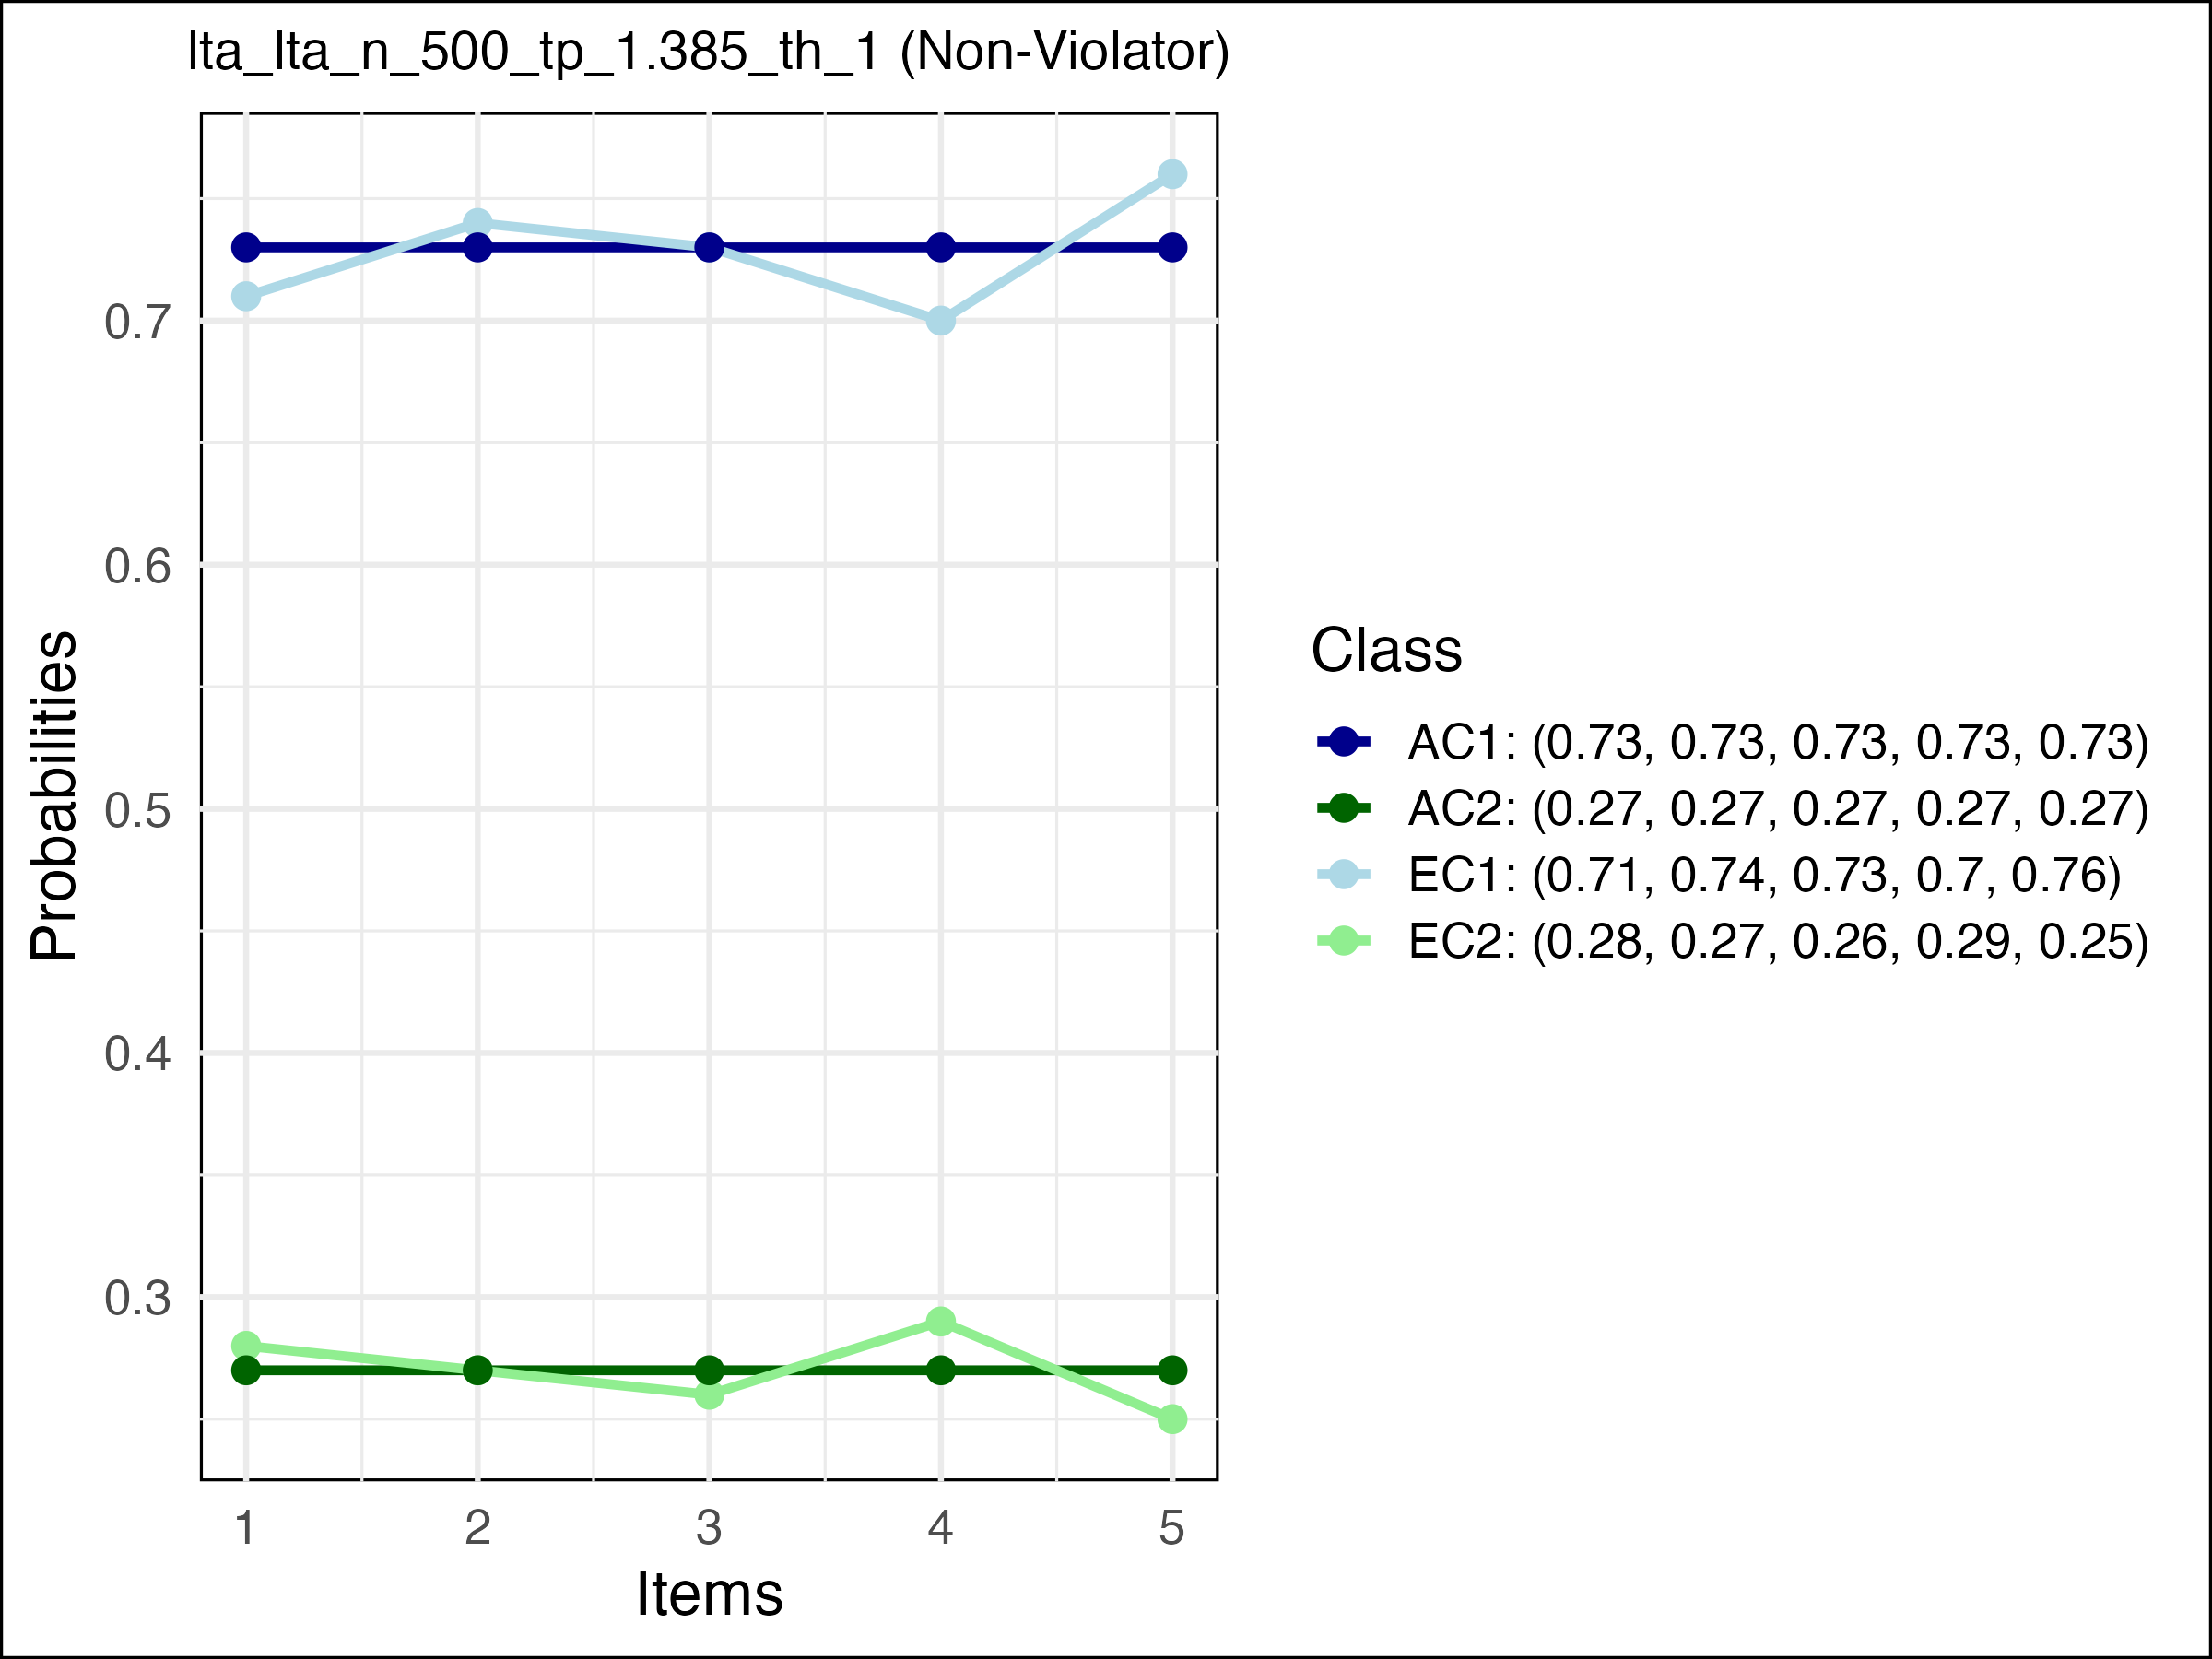 lta_lta_n_500_tp_1.385_th_1 (Non-Violator)
Probabilities
0.7
0.6
0.5
0.4
0.3
1 2 3 4 5
Items
Class
AC1: (0.73, 0.73, 0.73, 0.73, 0.73)
AC2: (0.27, 0.27, 0.27, 0.27, 0.27)
EC1: (0.71, 0.74, 0.73, 0.7, 0.76)
EC2: (0.28, 0.27, 0.26, 0.29, 0.25)